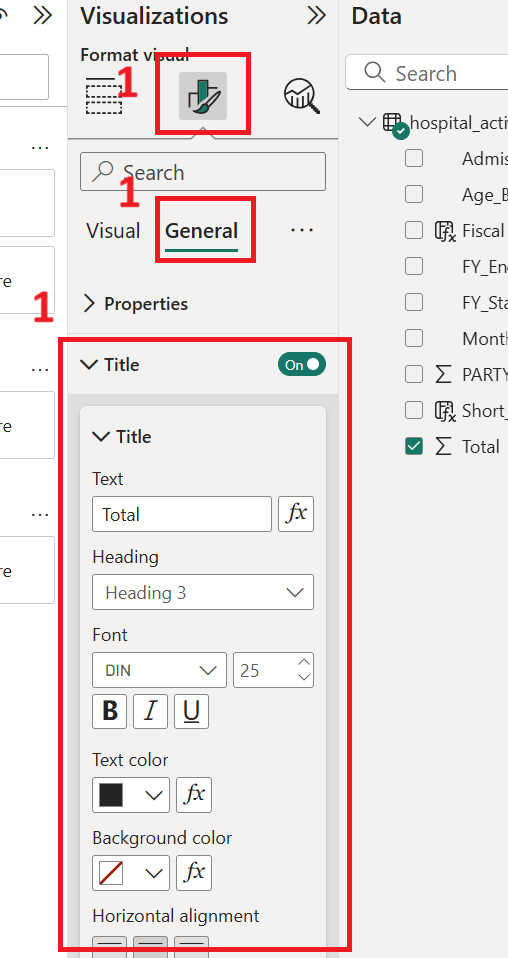 Visualizations
Data
Format visual
1
Search
Search
hospital_acti
1
Admis
Visual
General
...
Age_B
Fiscal
FY_En
FY_Sta
Month
PARTY
Short_
Total
Properties
1
Title
On
Title
Text
Total
fx
Heading
Heading 3
Font
DIN
25
B
I
U
Text color
fx
Background color
fx
Horizontal alignment
re
re
re